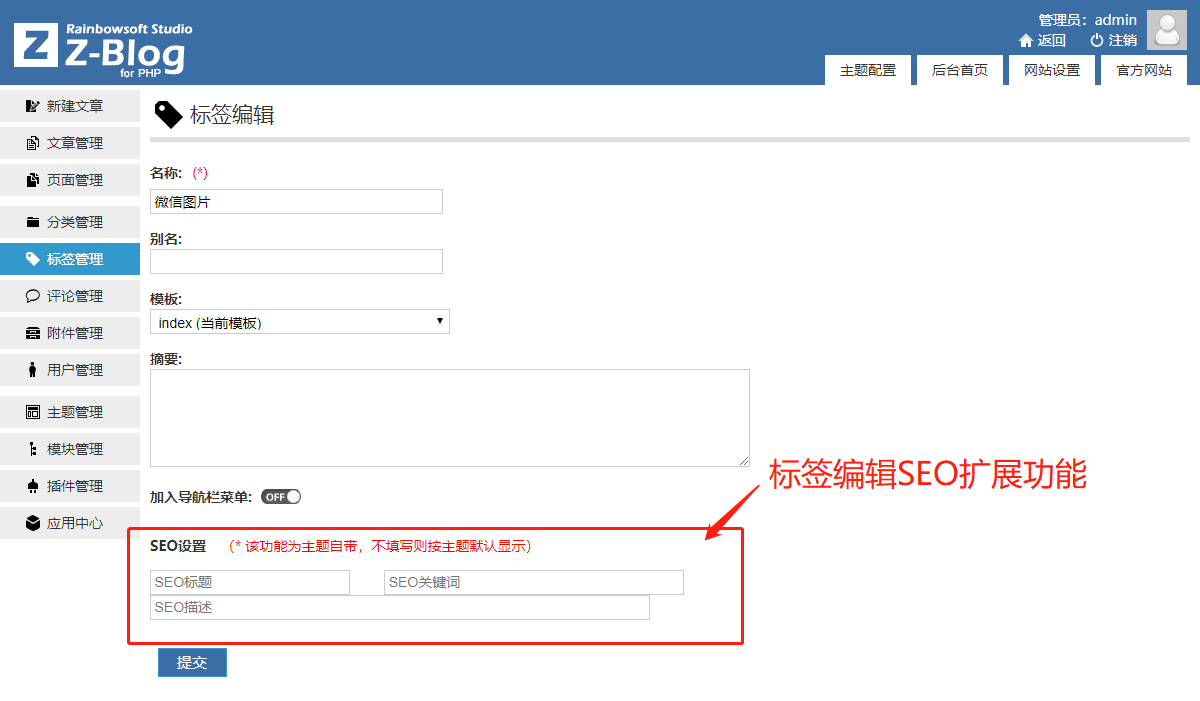 Rainbowsoft Studio
Z-Blog
for PHP
管理员：admin
返回 注销
主题配置 后台首页 网站设置 官方网站
新建文章
文章管理
页面管理
分类管理
标签管理
评论管理
附件管理
用户管理
主题管理
模块管理
插件管理
应用中心
标签编辑
名称: (*)
微信图片
别名:
模板:
index (当前模板)
摘要:
标签编辑SEO扩展功能
加入导航栏菜单: OFF
SEO设置 (* 该功能为主题自带，不填写则按主题默认显示)
SEO标题 SEO关键词
SEO描述
提交